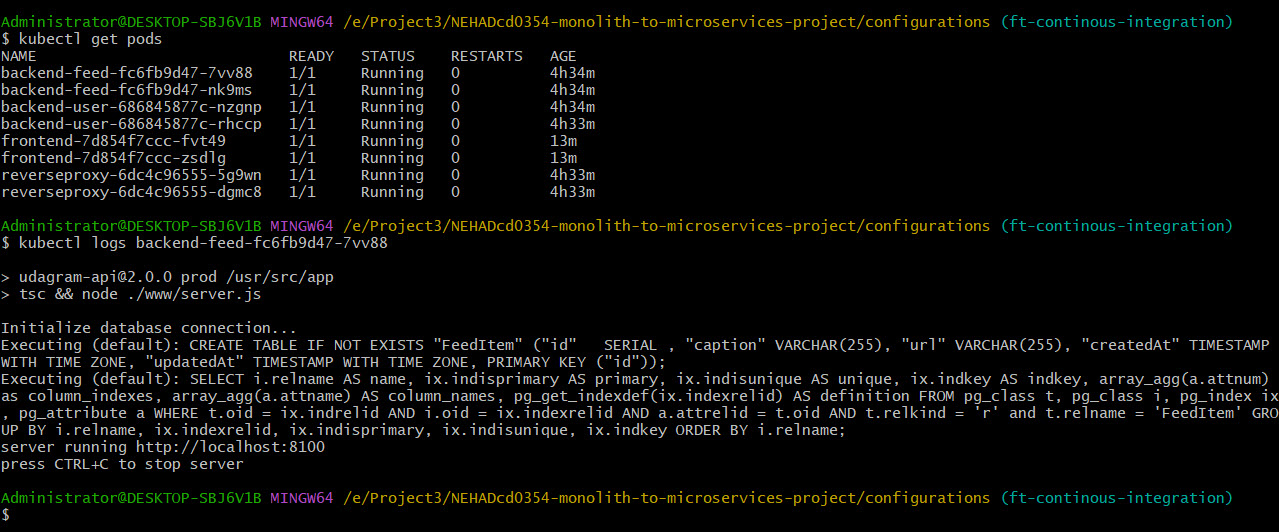 Administrator@DESKTOP-SBJ6V1B MINGW64 /e/Project3/NEHADcd0354-monolith-to-microservices-project/configurations (ft-continous-integration)
$ kubectl get pods
NAME                            READY   STATUS    RESTARTS   AGE
backend-feed-fc6fb9d47-7vv88    1/1     Running   0          4h34m
backend-feed-fc6fb9d47-nk9ms    1/1     Running   0          4h34m
backend-user-686845877c-nzgnp   1/1     Running   0          4h34m
backend-user-686845877c-rhccp   1/1     Running   0          4h33m
frontend-7d854f7ccc-fvt49       1/1     Running   0          13m
frontend-7d854f7ccc-zsdlg       1/1     Running   0          13m
reverseproxy-6dc4c96555-5g9wn   1/1     Running   0          4h33m
reverseproxy-6dc4c96555-dgmc8   1/1     Running   0          4h33m
Administrator@DESKTOP-SBJ6V1B MINGW64 /e/Project3/NEHADcd0354-monolith-to-microservices-project/configurations (ft-continous-integration)
$ kubectl logs backend-feed-fc6fb9d47-7vv88
> udagram-api@2.0.0 prod /usr/src/app
> tsc && node ./www/server.js
Initialize database connection...
Executing (default): CREATE TABLE IF NOT EXISTS "FeedItem" ("id"   SERIAL , "caption" VARCHAR(255), "url" VARCHAR(255), "createdAt" TIMESTAMP
WITH TIME ZONE, "updatedAt" TIMESTAMP WITH TIME ZONE, PRIMARY KEY ("id"));
Executing (default): SELECT i.relname AS name, ix.indisprimary AS primary, ix.indisunique AS unique, ix.indkey AS indkey, array_agg(a.attnum)
as column_indexes, array_agg(a.attname) AS column_names, pg_get_indexdef(ix.indexrelid) AS definition FROM pg_class t, pg_class i, pg_index ix
, pg_attribute a WHERE t.oid = ix.indrelid AND i.oid = ix.indexrelid AND a.attrelid = t.oid AND t.relkind = 'r' and t.relname = 'FeedItem' GRO
UP BY i.relname, ix.indexrelid, ix.indisprimary, ix.indisunique, ix.indkey ORDER BY i.relname;
server running http://localhost:8100
press CTRL+C to stop server
Administrator@DESKTOP-SBJ6V1B MINGW64 /e/Project3/NEHADcd0354-monolith-to-microservices-project/configurations (ft-continous-integration)
$